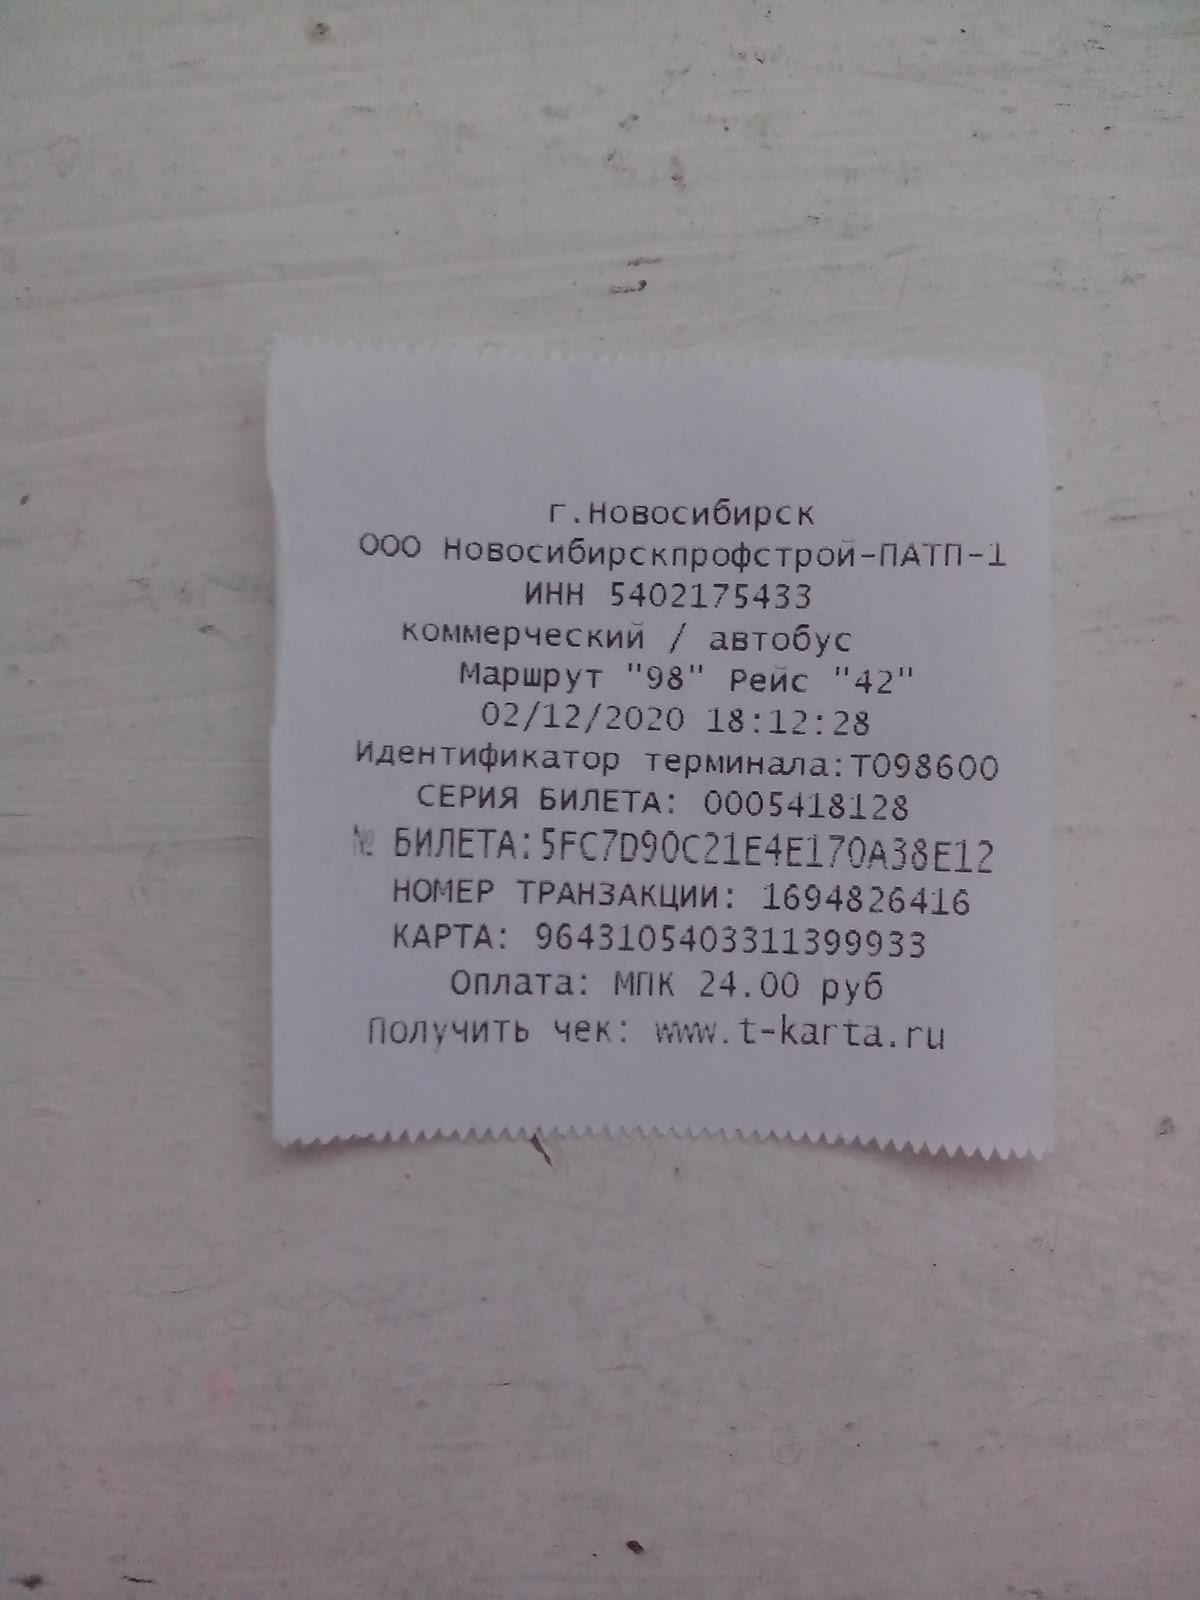 г.Новосибирск
ООО Новосибирскпрофстрой-ПАТП-1
ИНН 5402175433
коммерческий / автобус
Маршрут "98" Рейс "42"
02/12/2020 18:12:28
Идентификатор терминала:Т098600
СЕРИЯ БИЛЕТА: 0005418128
№ БИЛЕТА:5FC7D90C21E4E170A38E12
НОМЕР ТРАНЗАКЦИИ: 1694826416
КАРТА: 9643105403311399933
Оплата: МПК 24.00 руб
Получить чек: www.t-karta.ru